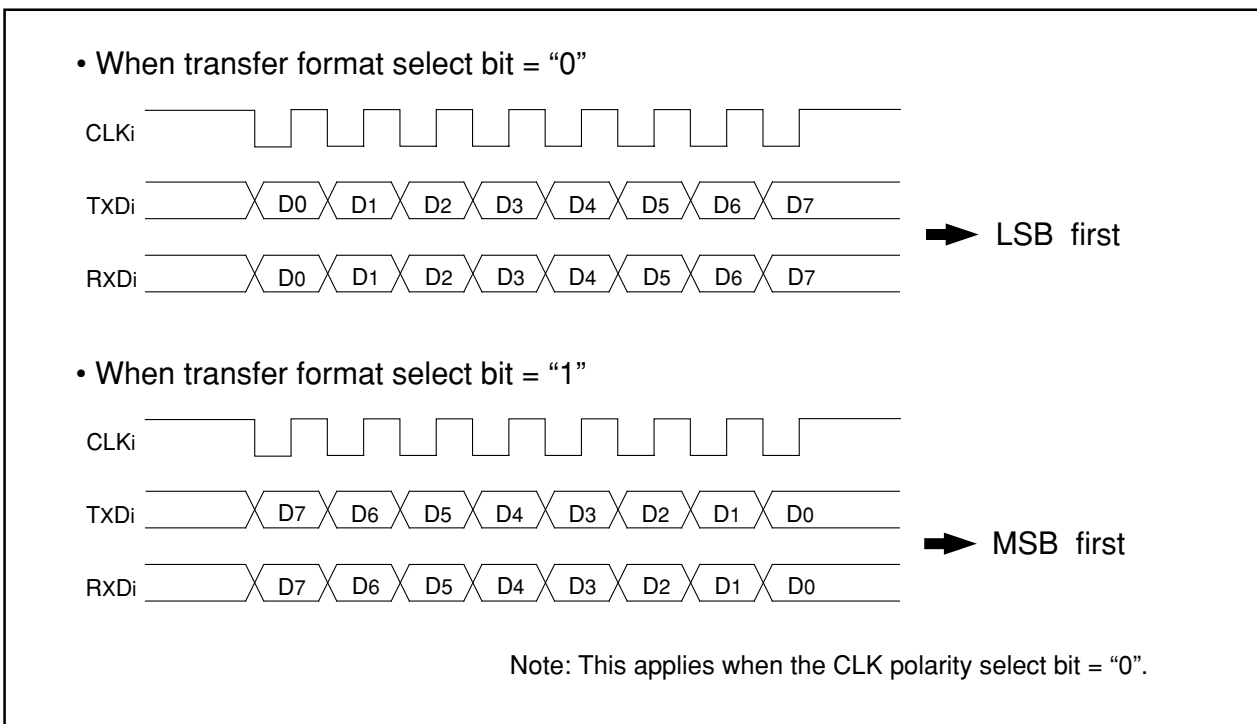 • When transfer format select bit = “0”
CLKi
TXDi D0 D1 D2 D3 D4 D5 D6 D7
RXDi D0 D1 D2 D3 D4 D5 D6 D7
LSB first
• When transfer format select bit = “1”
CLKi
TXDi D7 D6 D5 D4 D3 D2 D1 D0
RXDi D7 D6 D5 D4 D3 D2 D1 D0
MSB first
Note: This applies when the CLK polarity select bit = “0”.